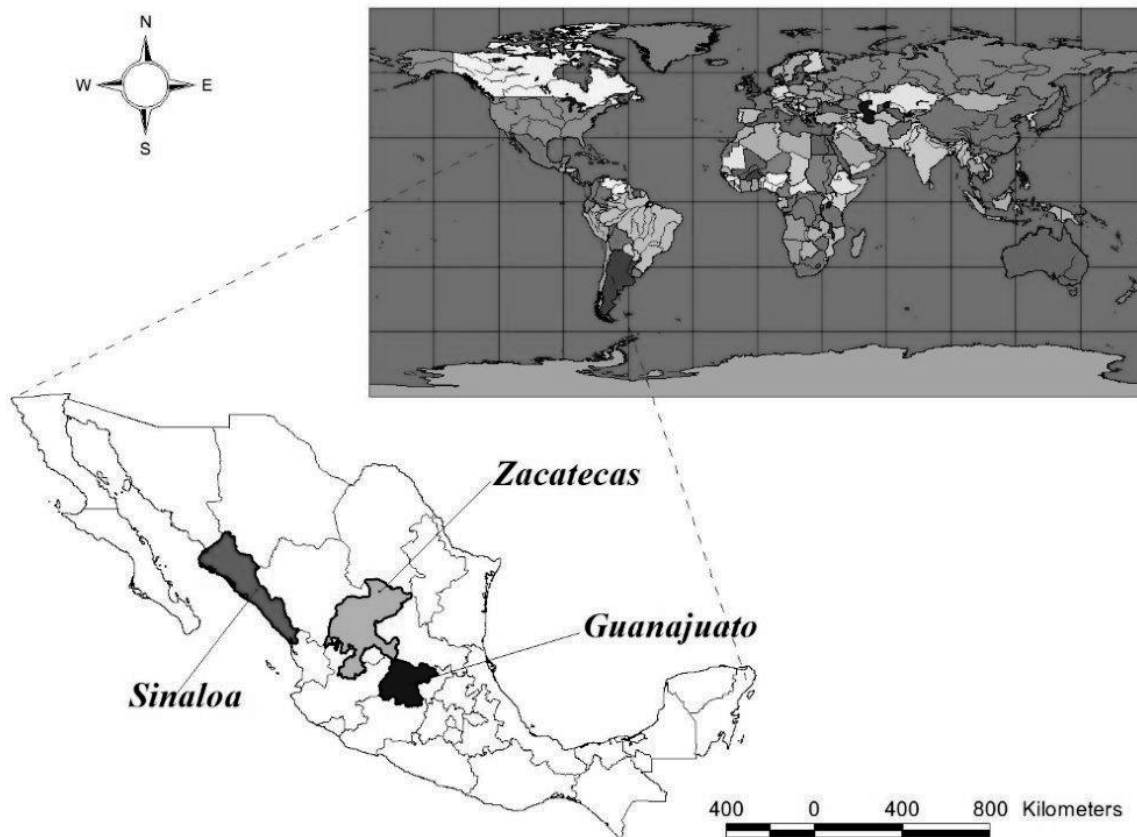 N
W E
S
Zacatecas
Guanajuato
Sinaloa
400 0 400 800 Kilometers